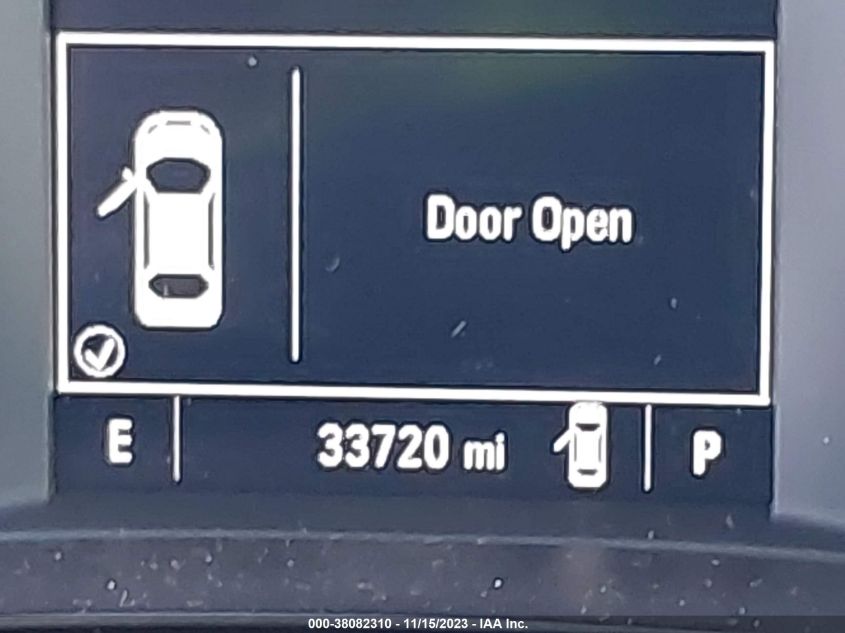 Door Open
E 33720 mi P
000-38082310 - 11/15/2023 - IAA Inc.